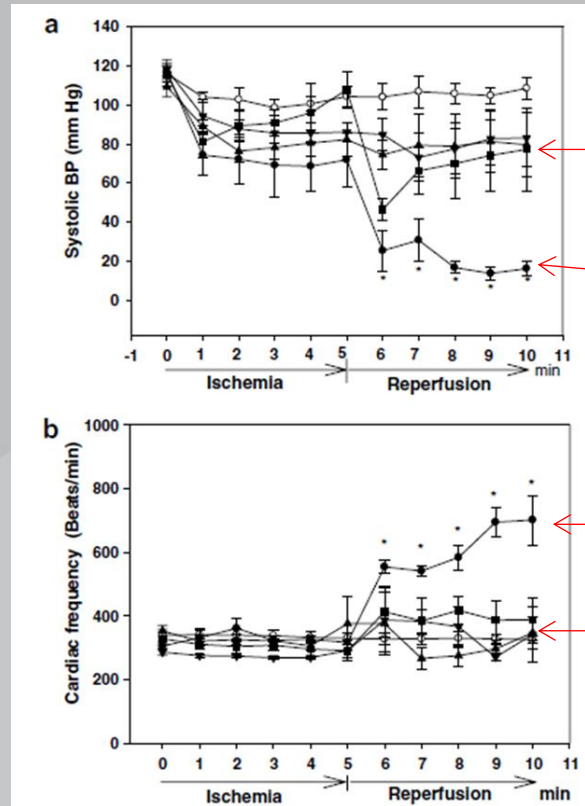 a
Systolic BP (mm Hg)
140
120
100
80
60
40
20
0
* * * * *
-1 0 1 2 3 4 5 6 7 8 9 10 11
min
Ischemia Reperfusion
b
Cardiac frequency (Beats/min)
1000
800
600
400
200
0
* * * * *
0 1 2 3 4 5 6 7 8 9 10 11
Ischemia Reperfusion min